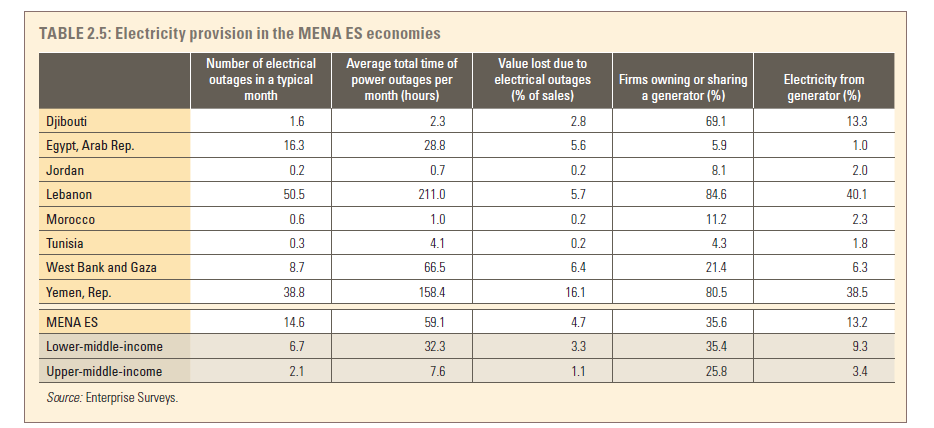 TABLE 2.5: Electricity provision in the MENA ES economies
Number of electrical outages in a typical month Average total time of power outages per month (hours) Value lost due to electrical outages (% of sales) Firms owning or sharing a generator (%) Electricity from generator (%)
Djibouti 1.6 2.3 2.8 69.1 13.3
Egypt, Arab Rep. 16.3 28.8 5.6 5.9 1.0
Jordan 0.2 0.7 0.2 8.1 2.0
Lebanon 50.5 211.0 5.7 84.6 40.1
Morocco 0.6 1.0 0.2 11.2 2.3
Tunisia 0.3 4.1 0.2 4.3 1.8
West Bank and Gaza 8.7 66.5 6.4 21.4 6.3
Yemen, Rep. 38.8 158.4 16.1 80.5 38.5
MENA ES 14.6 59.1 4.7 35.6 13.2
Lower-middle-income 6.7 32.3 3.3 35.4 9.3
Upper-middle-income 2.1 7.6 1.1 25.8 3.4
Source: Enterprise Surveys.